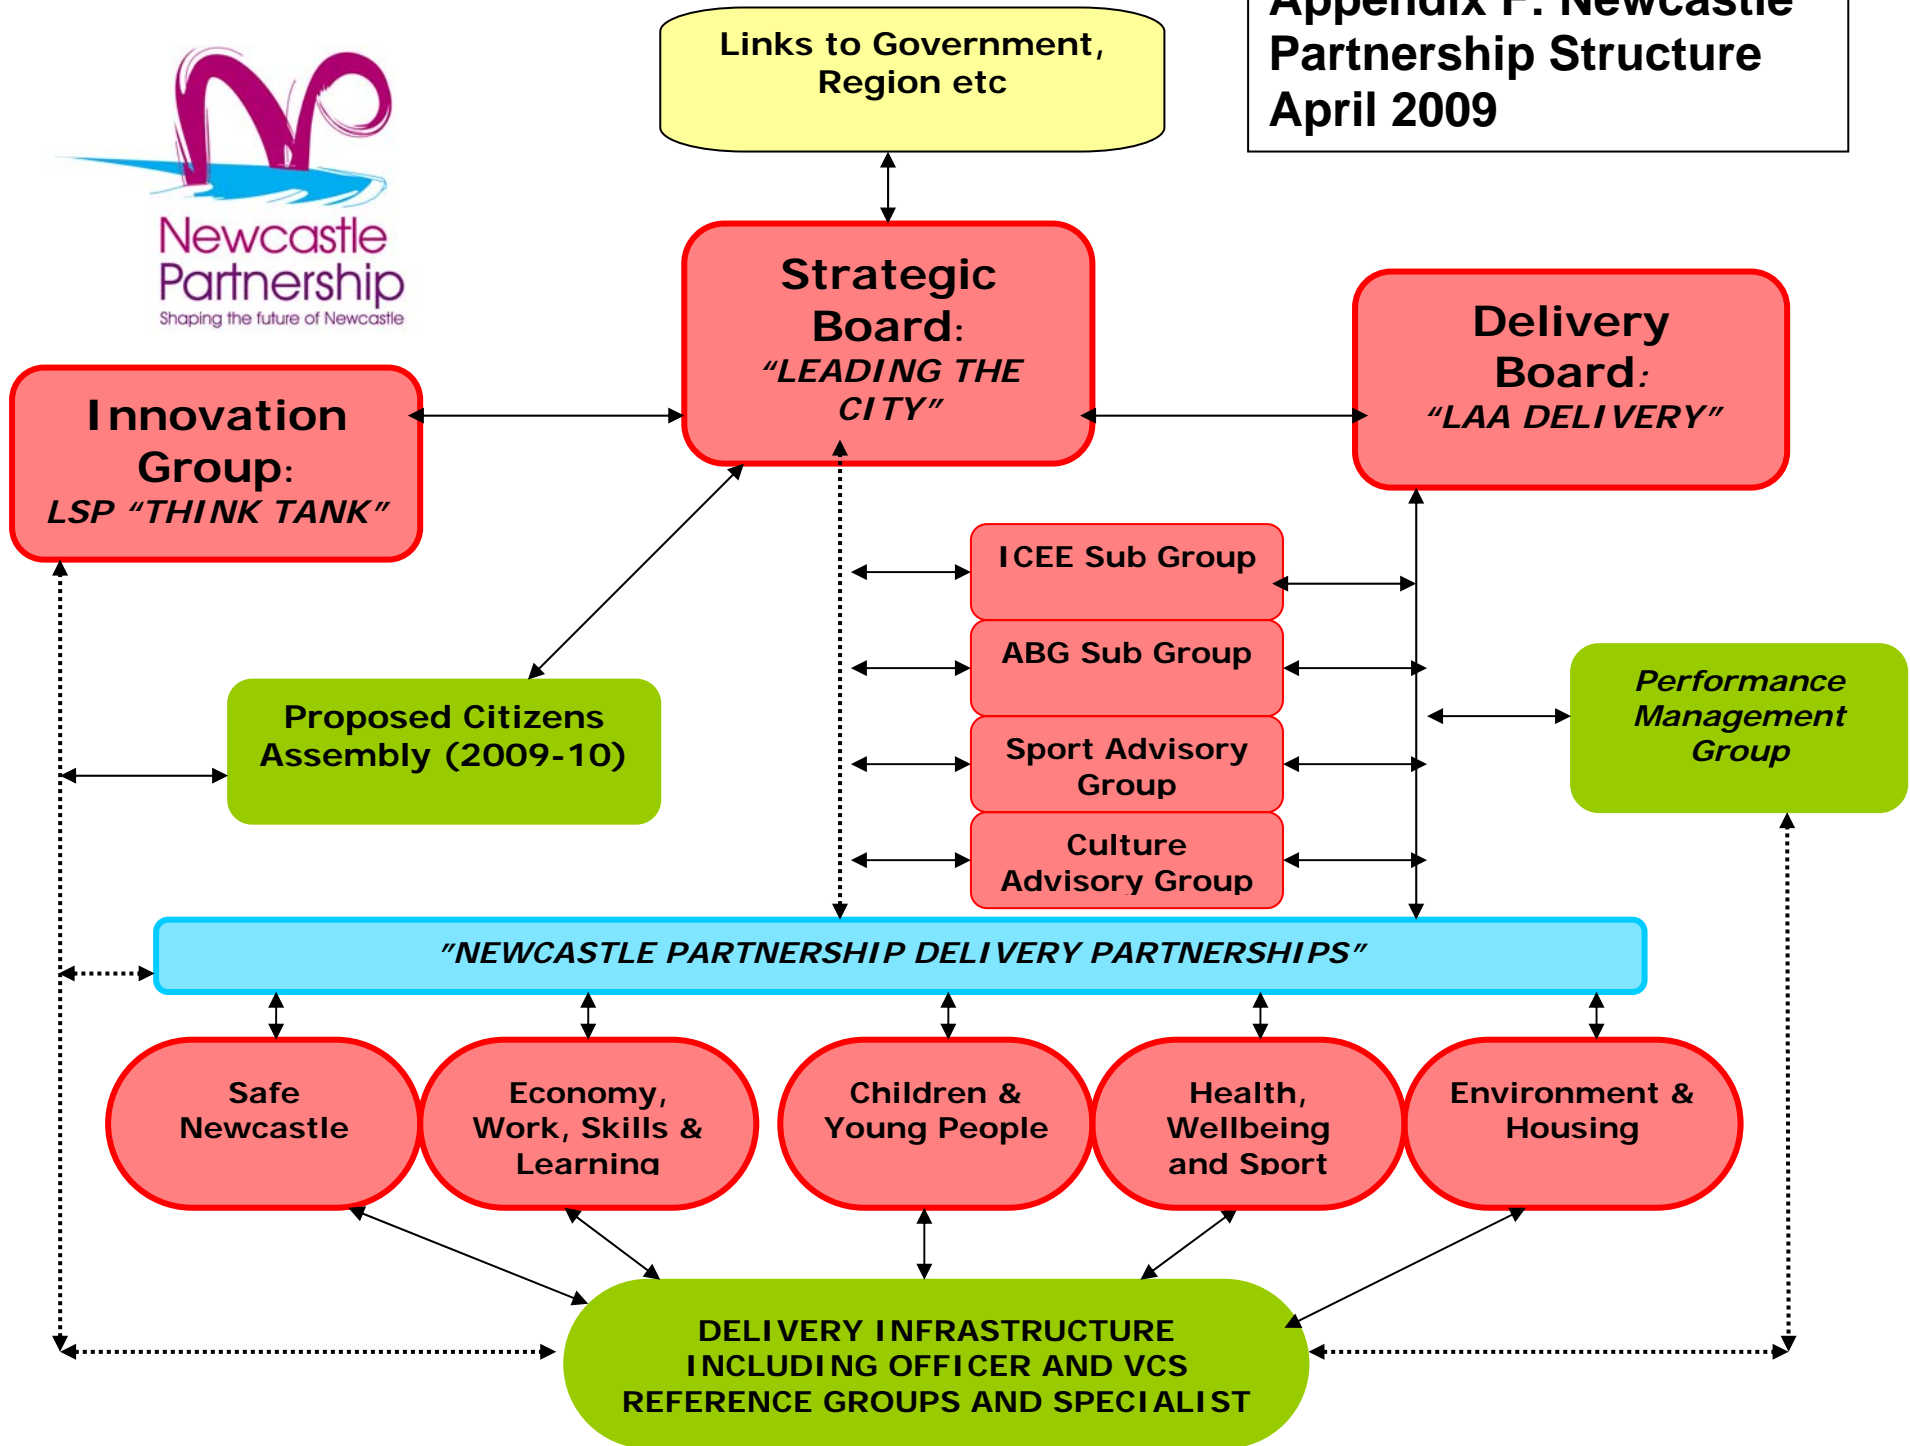 Appendix F: Newcastle
Partnership Structure
April 2009
Links to Government,
Region etc
Newcastle
Partnership
Shaping the future of Newcastle
Strategic
Board:
“LEADING THE
CITY”
Delivery
Board:
“LAA DELIVERY”
Innovation
Group:
LSP “THINK TANK”
ICEE Sub Group
ABG Sub Group
Sport Advisory
Group
Culture
Advisory Group
Proposed Citizens
Assembly (2009-10)
Performance
Management
Group
”NEWCASTLE PARTNERSHIP DELIVERY PARTNERSHIPS”
Safe
Newcastle
Economy,
Work, Skills &
Learning
Children &
Young People
Health,
Wellbeing
and Sport
Environment &
Housing
DELIVERY INFRASTRUCTURE
INCLUDING OFFICER AND VCS
REFERENCE GROUPS AND SPECIALIST